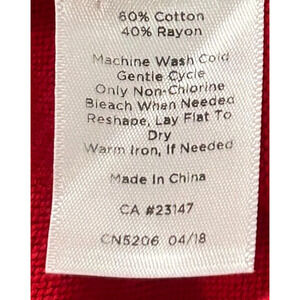 60% Cotton
40% Rayon
Machine Wash Cold
Gentle Cycle
Only Non-Chlorine
Bleach When Needed
Reshape, Lay Flat To
Dry
Warm Iron, If Needed
Made In China
CA #23147
CN5206 04/18